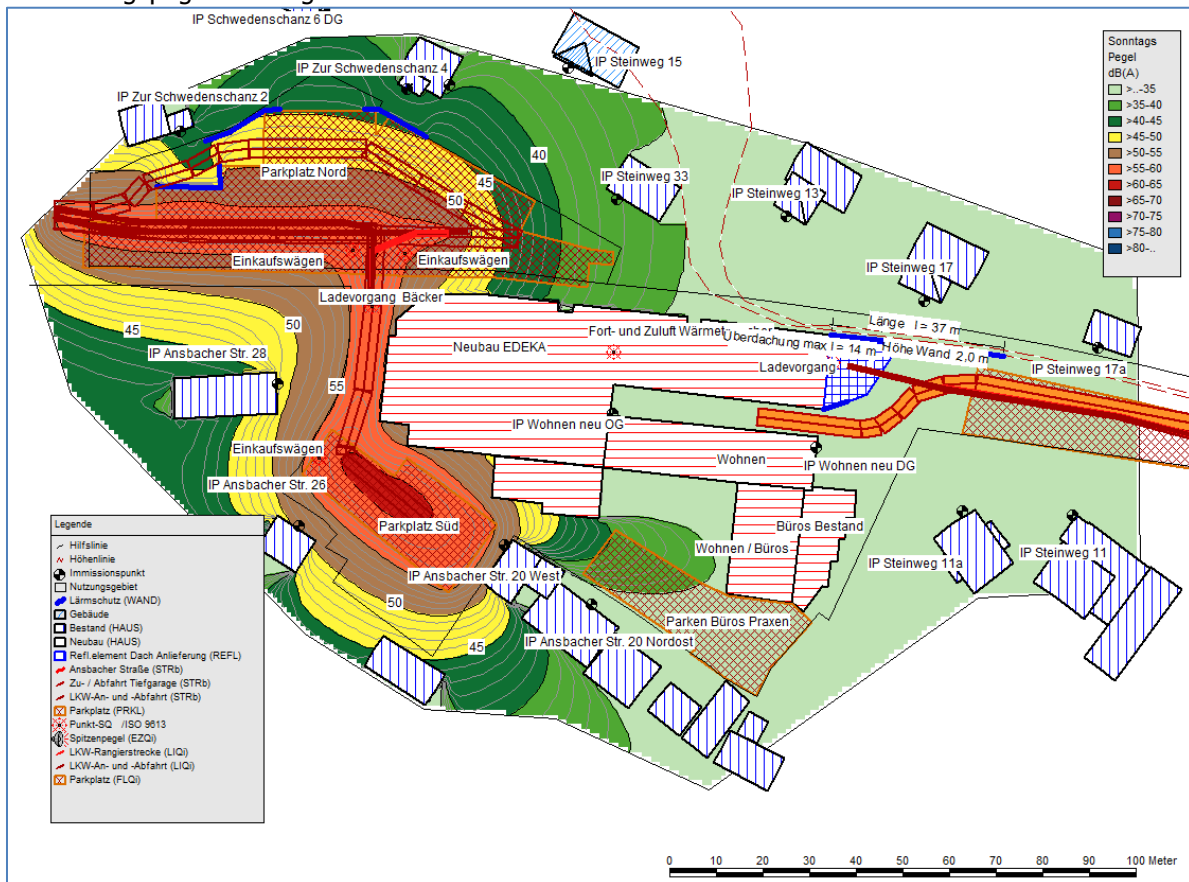 IP Schwedenschanz 6 DG
IP Zur Schwedenschanz 4
IP Steinweg 15
IP Zur Schwedenschanz 2
40
Parkplatz Nord
45
50
IP Steinweg 33
IP Steinweg 13
IP Steinweg 17
Einkaufswägen
Einkaufswägen
Ladevorgang Bäcker
45
50
IP Ansbacher Str. 28
55
Neubau EDEKA
Fort- und Zuluft
Länge l = 37 m
Überdachung max l = 14 m
Höhe Wand 2,0 m
Ladevorgang
IP Steinweg 17a
IP Wohnen neu OG
Wohnen
IP Wohnen neu DG
Einkaufswägen
IP Ansbacher Str. 26
Parkplatz Süd
Büros Bestand
Wohnen / Büros
IP Ansbacher Str. 20 West
50
45
IP Ansbacher Str. 20 Nordost
Parken Büros Praxen
IP Steinweg 11a
IP Steinweg 11
Sonntags
Pegel
dB(A)
>..-35
>35-40
>40-45
>45-50
>50-55
>55-60
>60-65
>65-70
>70-75
>75-80
>80-..
Legende
Hilfslinie
Höhenlinie
Immissionspunkt
Nutzungsgebiet
Lärmschutz (WAND)
Gebäude
Bestand (HAUS)
Neubau (HAUS)
Refl.element Dach Anlieferung (REFL)
Ansbacher Straße (STRb)
Zu- / Abfahrt Tiefgarage (STRb)
LKW-An- und -Abfahrt (STRb)
Parkplatz (PRKL)
Punkt-SQ /ISO 9613
Spitzenpegel (EZQi)
LKW-Rangierstrecke (LIQi)
LKW-An- und -Abfahrt (LIQi)
Parkplatz (FLQi)
0 10 20 30 40 50 60 70 80 90 100 Meter